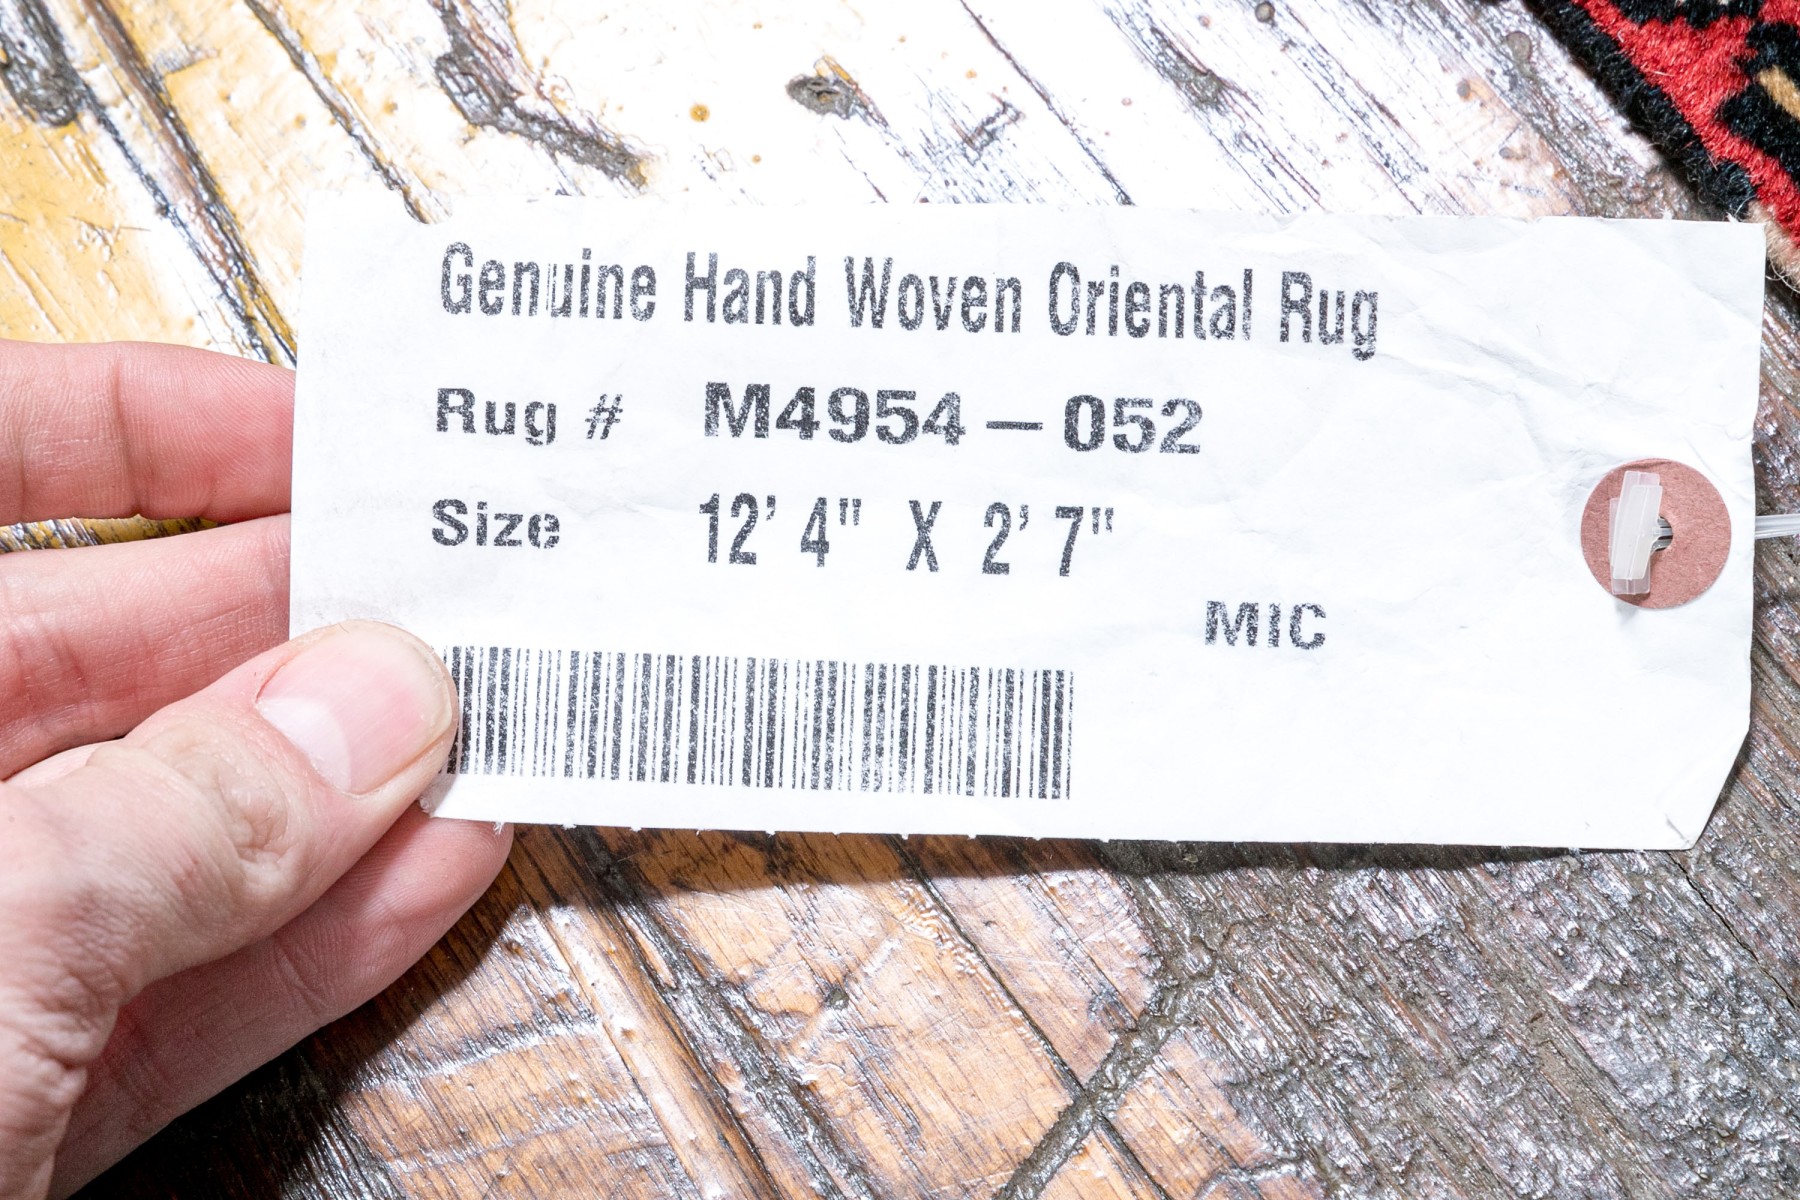 Genuine Hand Woven Oriental Rug
Rug # M4954 — 052
Size 12' 4" X 2' 7"
MIC